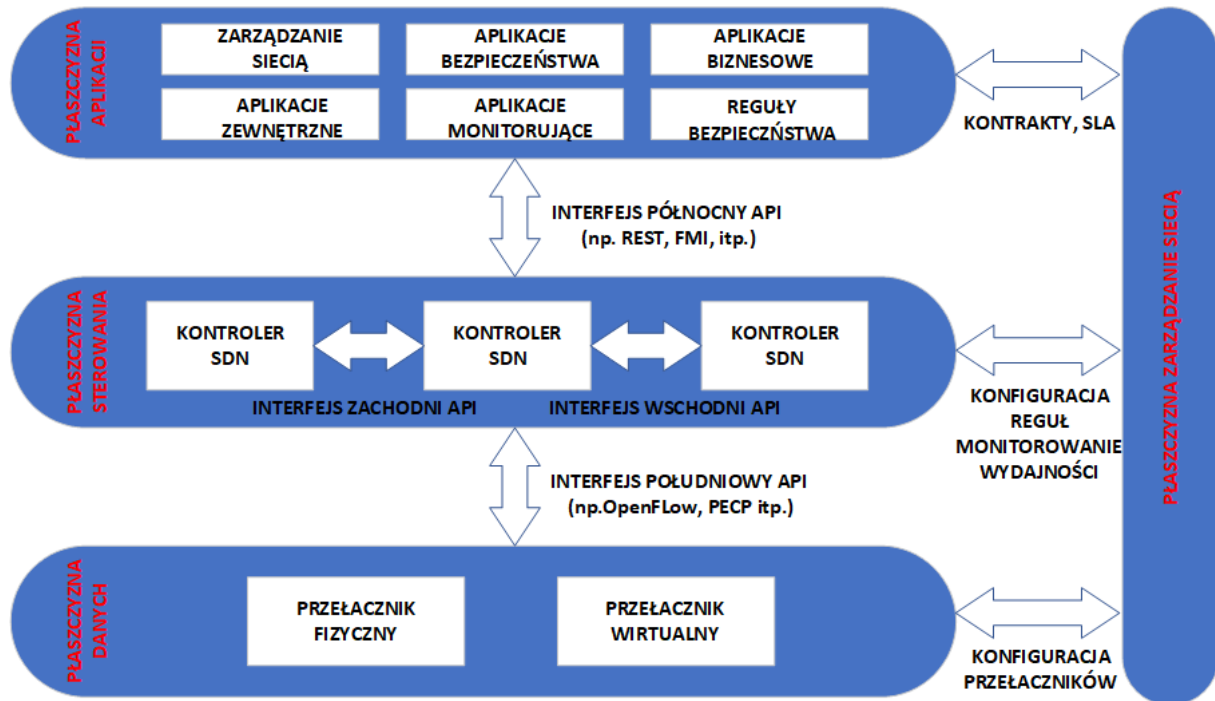 PŁASZCZYZNA
APLIKACJI
ZARZĄDZANIE
SIECIĄ
APLIKACJE
BEZPIECZEŃSTWA
APLIKACJE
BIZNESOWE
APLIKACJE
ZEWNĘTRZNE
APLIKACJE
MONITORUJĄCE
REGUŁY
BEZPIECZŃSTWA
KONTRAKTY, SLA
INTERFEJS PÓŁNOCNY API
(np. REST, FMI, itp.)
PŁASZCZYZNA
STEROWANIA
KONTROLER
SDN
KONTROLER
SDN
KONTROLER
SDN
INTERFEJS ZACHODNI API
INTERFEJS WSCHODNI API
KONFIGURACJA
REGUŁ
MONITOROWANIE
WYDAJNOŚCI
INTERFEJS POŁUDNIOWY API
(np.OpenFLow, PECP itp.)
PŁASZCZYZNA
DANYCH
PRZEŁACZNIK
FIZYCZNY
PRZEŁACZNIK
WIRTUALNY
KONFIGURACJA
PRZEŁACZNIKÓW
PŁASZCZYZNA ZARZĄDZANIE SIECIĄ